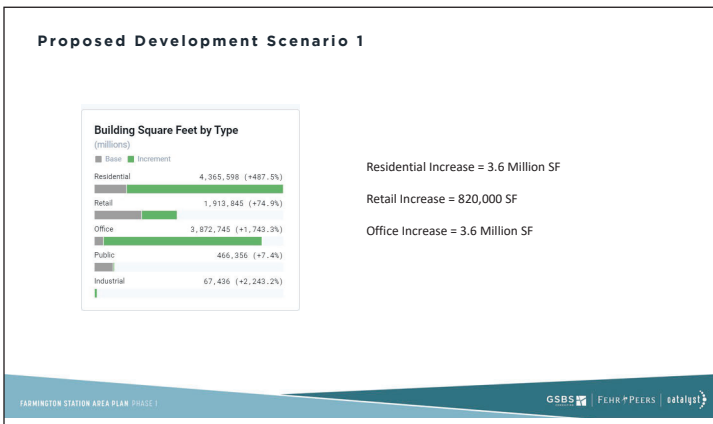 Proposed Development Scenario 1
Building Square Feet by Type
(millions)
Base Increment
Residential 4,365,598 (+487.5%)
Retail 1,913,845 (+74.9%)
Office 3,872,745 (+1,743.3%)
Public 466,356 (+7.4%)
Industrial 67,436 (+2,243.2%)
Residential Increase = 3.6 Million SF
Retail Increase = 820,000 SF
Office Increase = 3.6 Million SF
FARMINGTON STATION AREA PLAN PHASE 1
GSBS | FEHR PEERS | catalyst